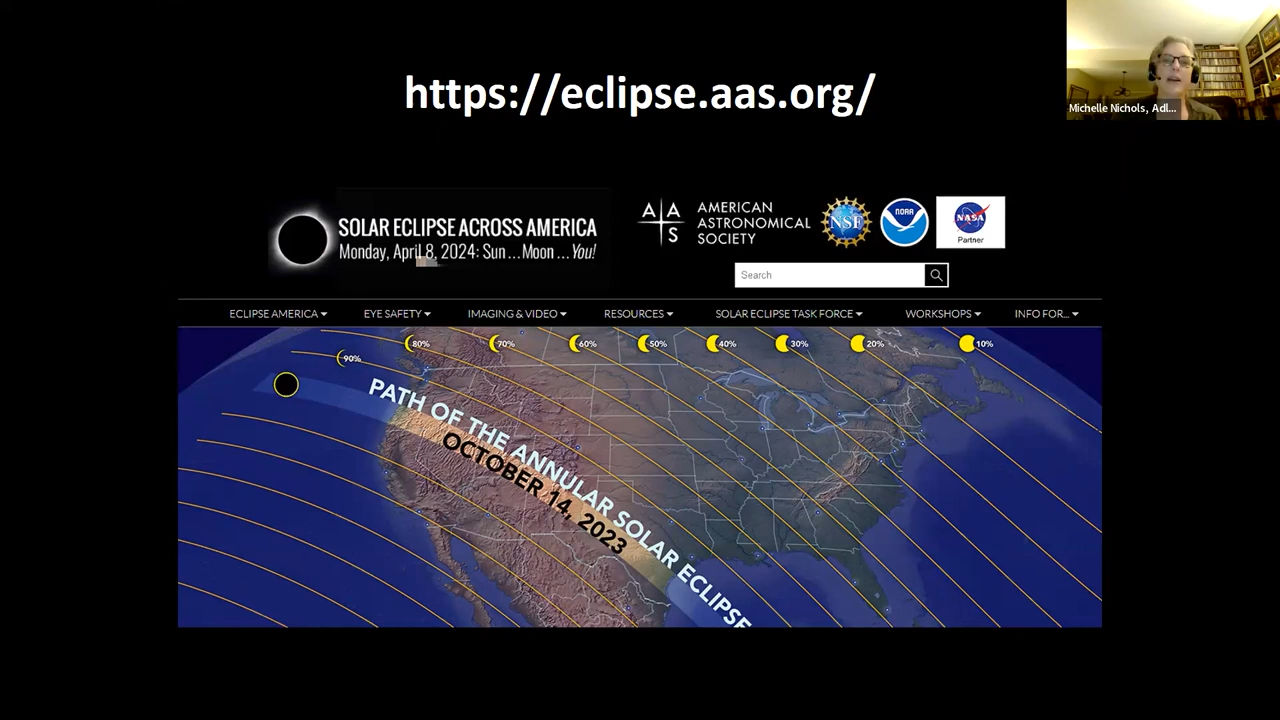 https://eclipse.aas.org/
Michelle Nichols, Adl...
SOLAR ECLIPSE ACROSS AMERICA
Monday, April 8, 2024: Sun...Moon...You!
A A
S
AMERICAN
ASTRONOMICAL
SOCIETY
NSF
NOAA
NASA
Partner
Search
ECLIPSE AMERICA
EYE SAFETY
IMAGING & VIDEO
RESOURCES
SOLAR ECLIPSE TASK FORCE
WORKSHOPS
INFO FOR...
90%
80%
70%
60%
50%
40%
30%
20%
10%
PATH OF THE ANNULAR SOLAR ECLIPSE
OCTOBER 14, 2023